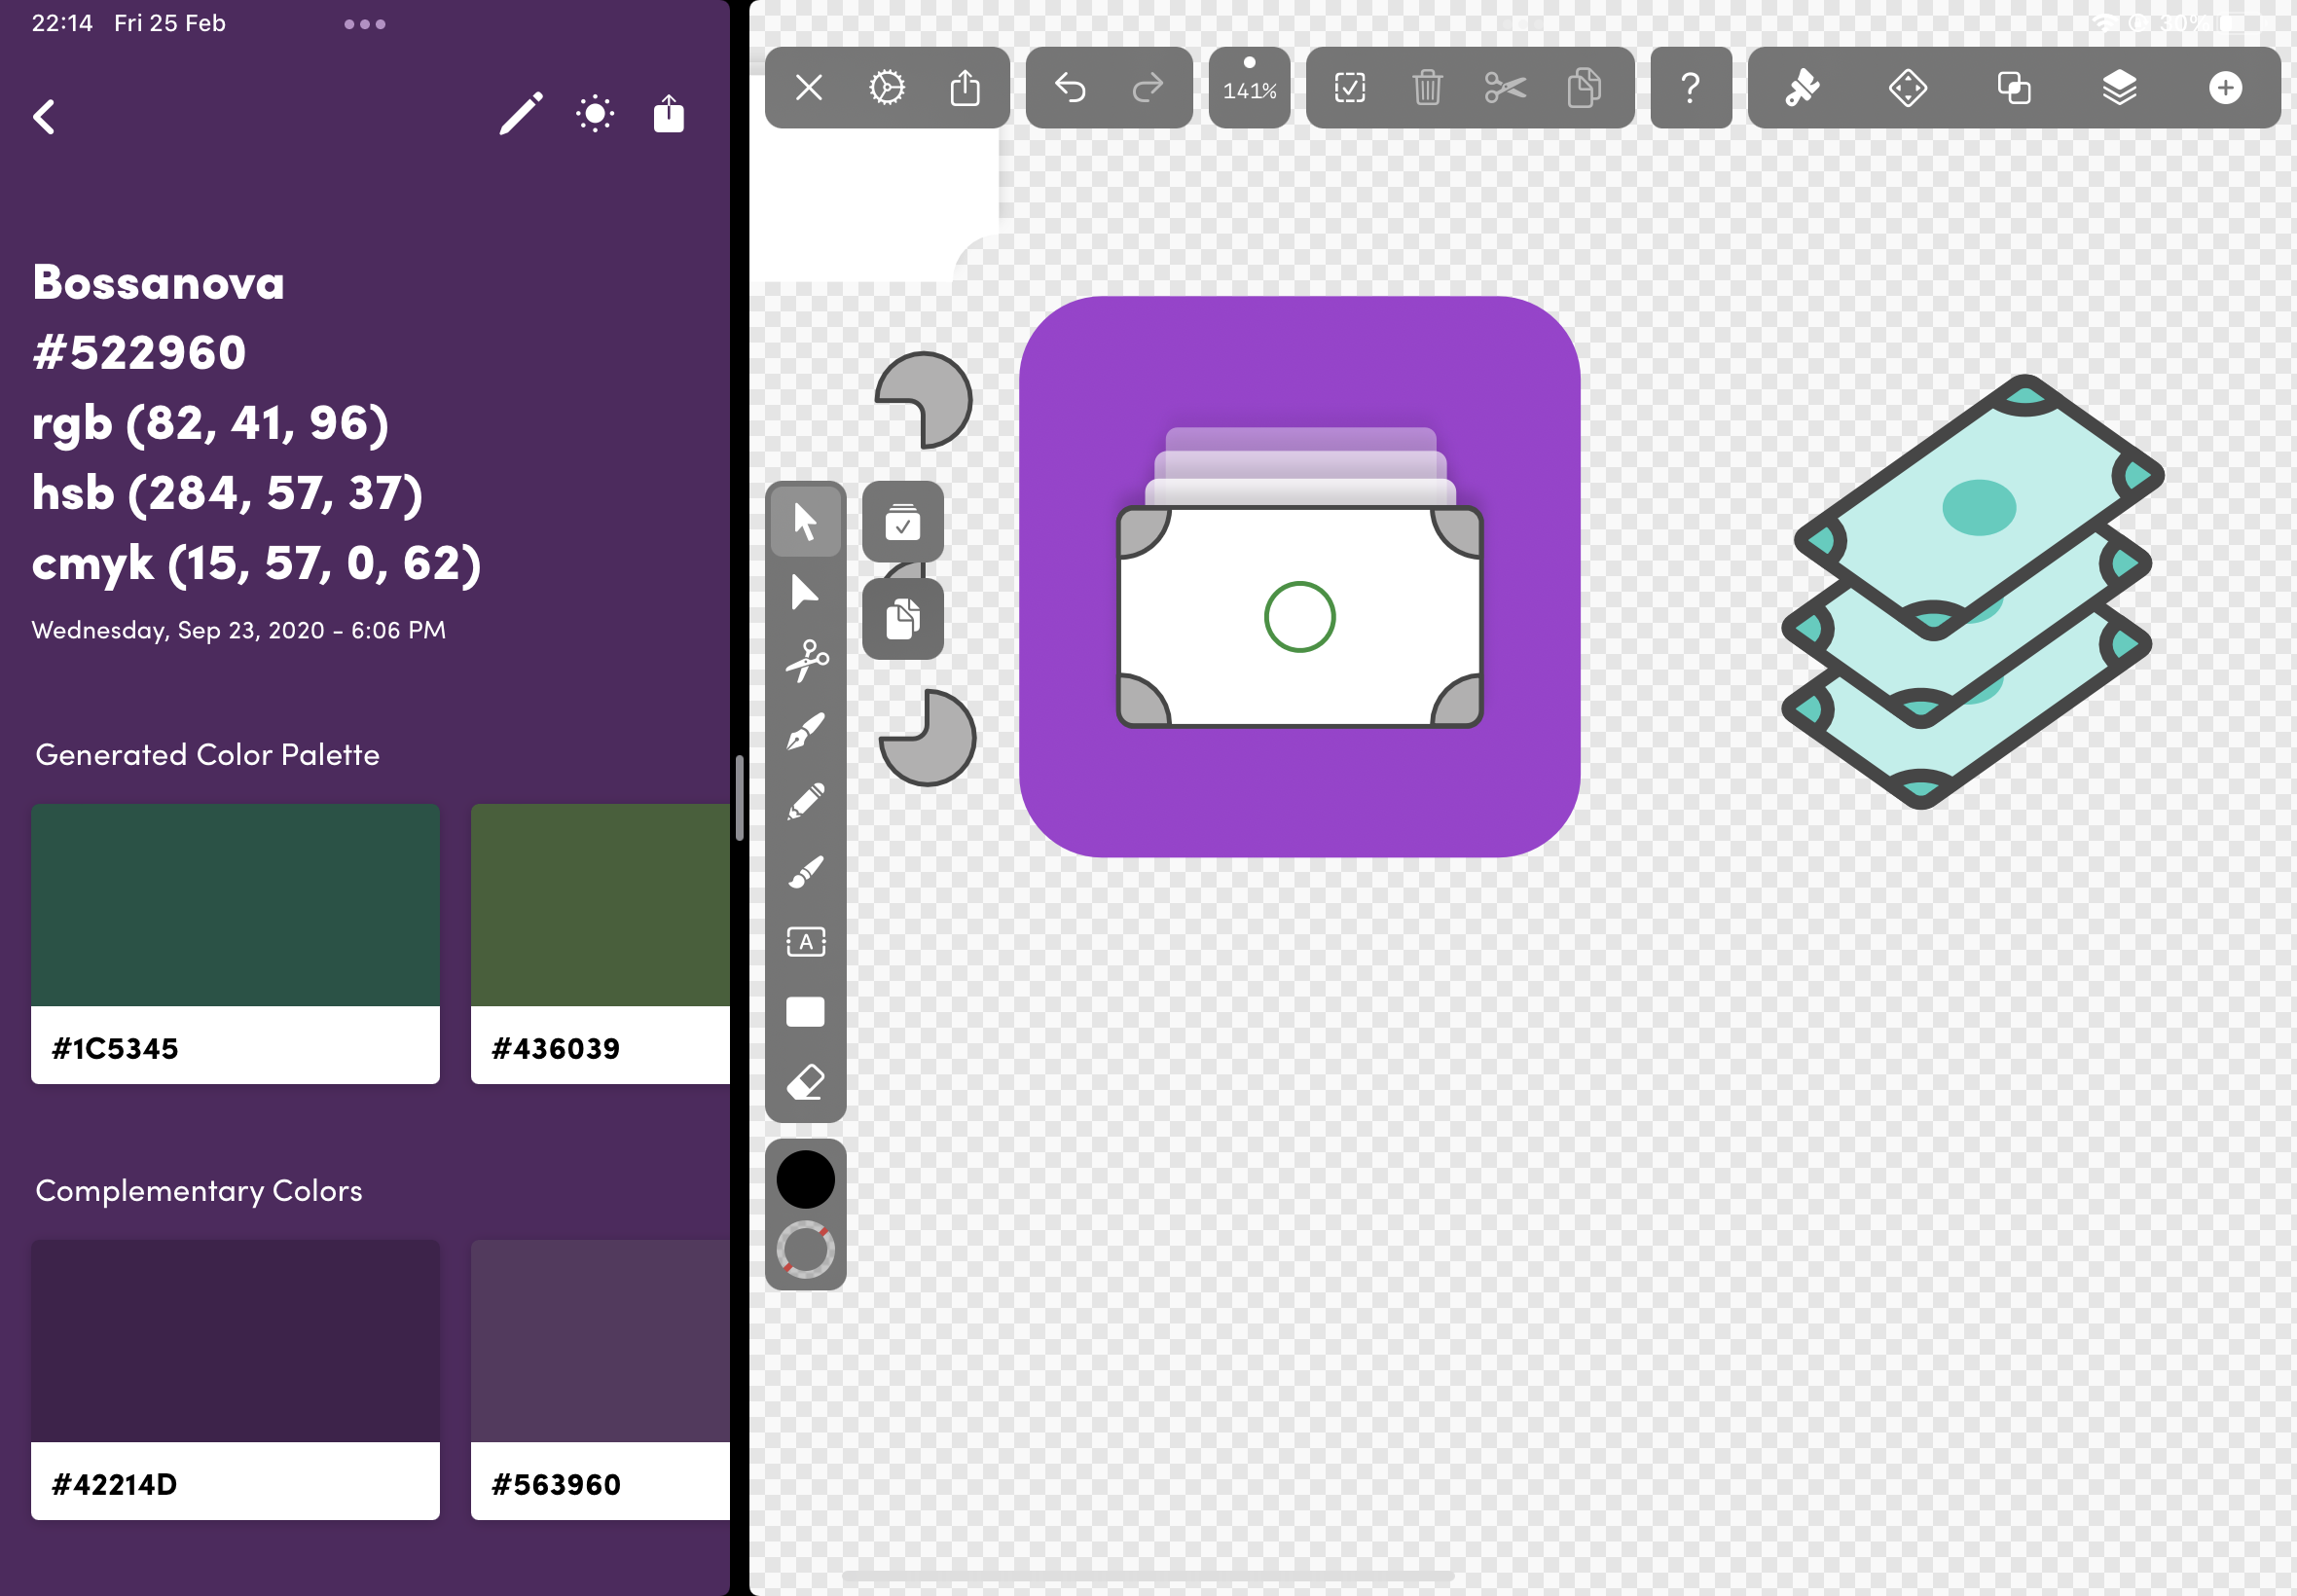 22:14 Fri 25 Feb
30%
141%
?
Bossanova
#522960
rgb (82, 41, 96)
hsb (284, 57, 37)
cmyk (15, 57, 0, 62)
Wednesday, Sep 23, 2020 - 6:06 PM
Generated Color Palette
#1C5345
#436039
Complementary Colors
#42214D
#563960
A